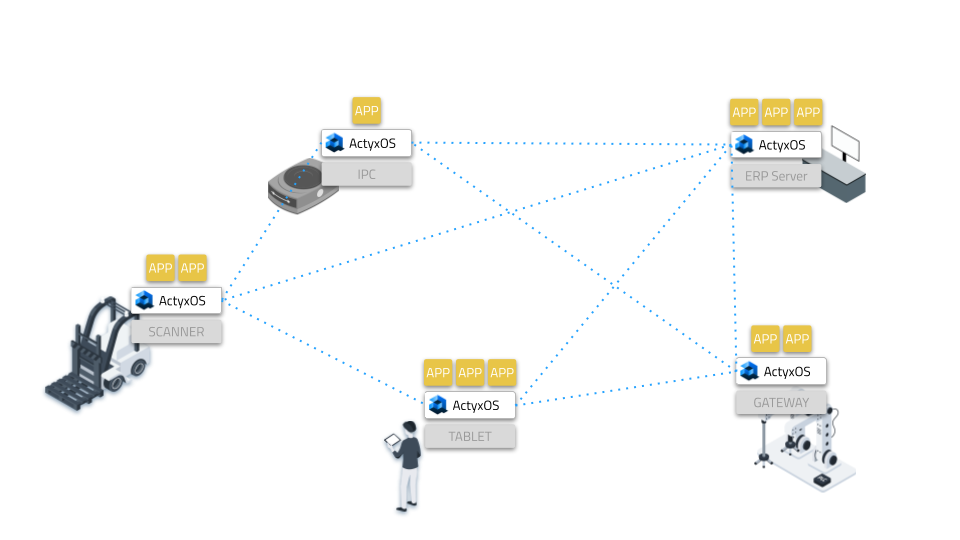 APP
ActyxOS
IPC
APP APP APP
ActyxOS
ERP Server
APP APP
ActyxOS
SCANNER
APP APP APP
ActyxOS
TABLET
APP APP
ActyxOS
GATEWAY